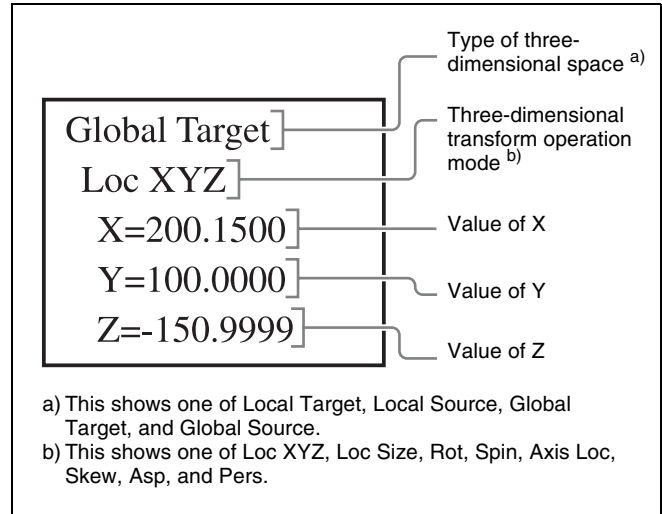 Type of three-
dimensional space a)
Global Target
Three-dimensional
transform operation
mode b)
Loc XYZ
X=200.1500
Value of X
Y=100.0000
Value of Y
Z=-150.9999
Value of Z
a) This shows one of Local Target, Local Source, Global
Target, and Global Source.
b) This shows one of Loc XYZ, Loc Size, Rot, Spin, Axis Loc,
Skew, Asp, and Pers.